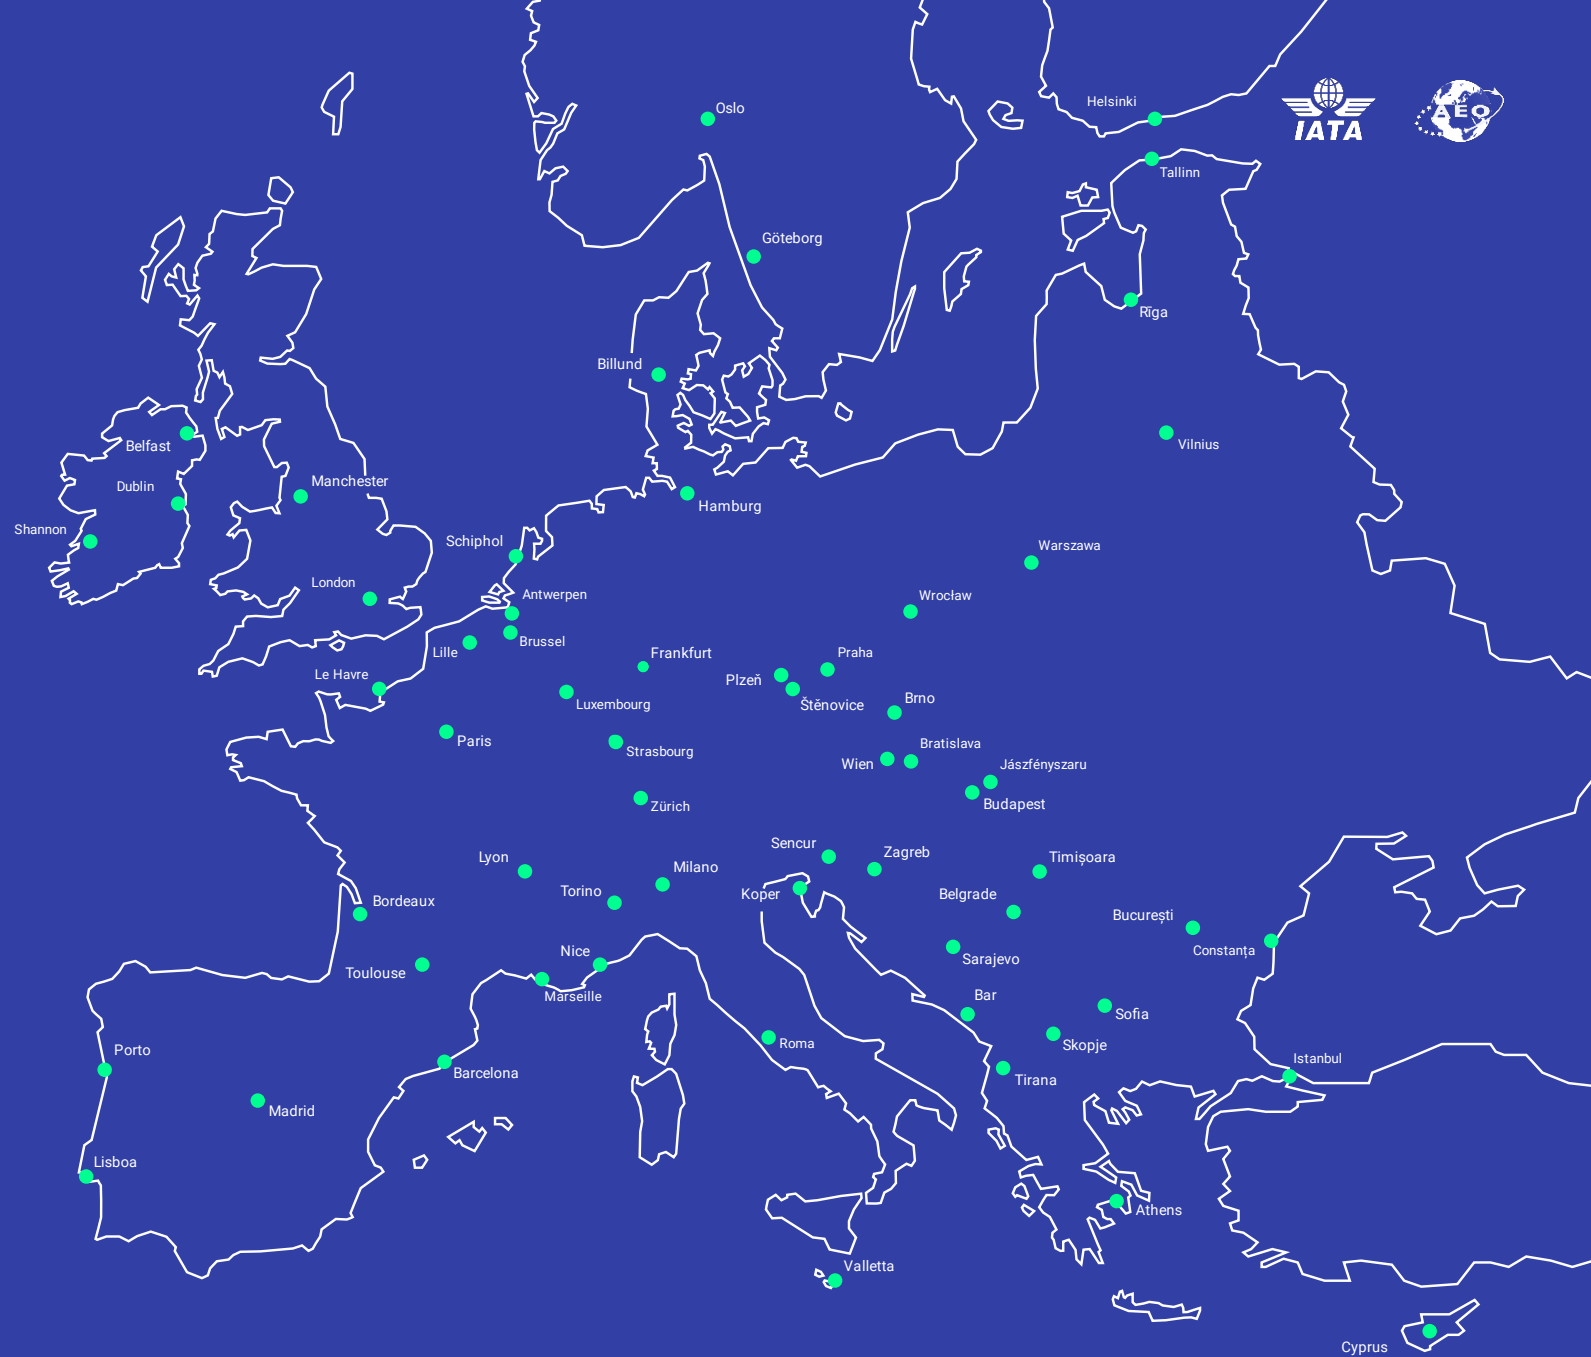 Oslo
Helsinki
IATA
AEO
Tallinn
Göteborg
Rīga
Billund
Belfast
Vilnius
Manchester
Dublin
Hamburg
Shannon
Schiphol
Warszawa
London
Antwerpen
Wrocław
Brussel
Lille
Frankfurt
Praha
Le Havre
Plzeň
Luxembourg
Štěnovice
Brno
Paris
Strasbourg
Bratislava
Wien
Jászfényszaru
Zürich
Budapest
Sencur
Zagreb
Lyon
Timișoara
Milano
Torino
Koper
Belgrade
Bordeaux
București
Nice
Constanța
Sarajevo
Toulouse
Marseille
Bar
Sofia
Roma
Skopje
Porto
Istanbul
Barcelona
Tirana
Madrid
Lisboa
Athens
Valletta
Cyprus